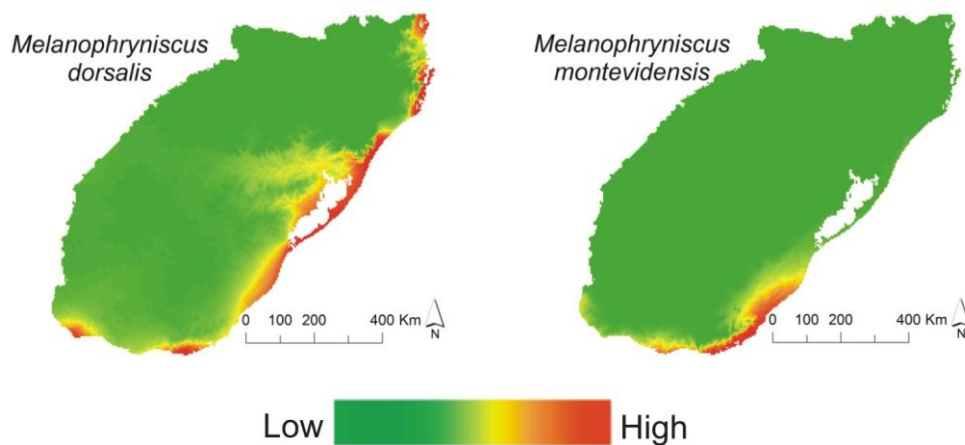 Melanophryniscus
dorsalis
0 100 200 400 Km
N
Melanophryniscus
montevidensis
0 100 200 400 Km
N
Low High